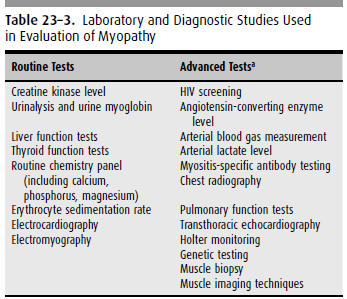 Table 23–3. Laboratory and Diagnostic Studies Used
in Evaluation of Myopathy
Routine Tests
Creatine kinase level
Urinalysis and urine myoglobin
Liver function tests
Thyroid function tests
Routine chemistry panel
(including calcium,
phosphorus, magnesium)
Erythrocyte sedimentation rate
Electrocardiography
Electromyography
Advanced Testsa
HIV screening
Angiotensin-converting enzyme
level
Arterial blood gas measurement
Arterial lactate level
Myositis-specific antibody testing
Chest radiography
Pulmonary function tests
Transthoracic echocardiography
Holter monitoring
Genetic testing
Muscle biopsy
Muscle imaging techniques